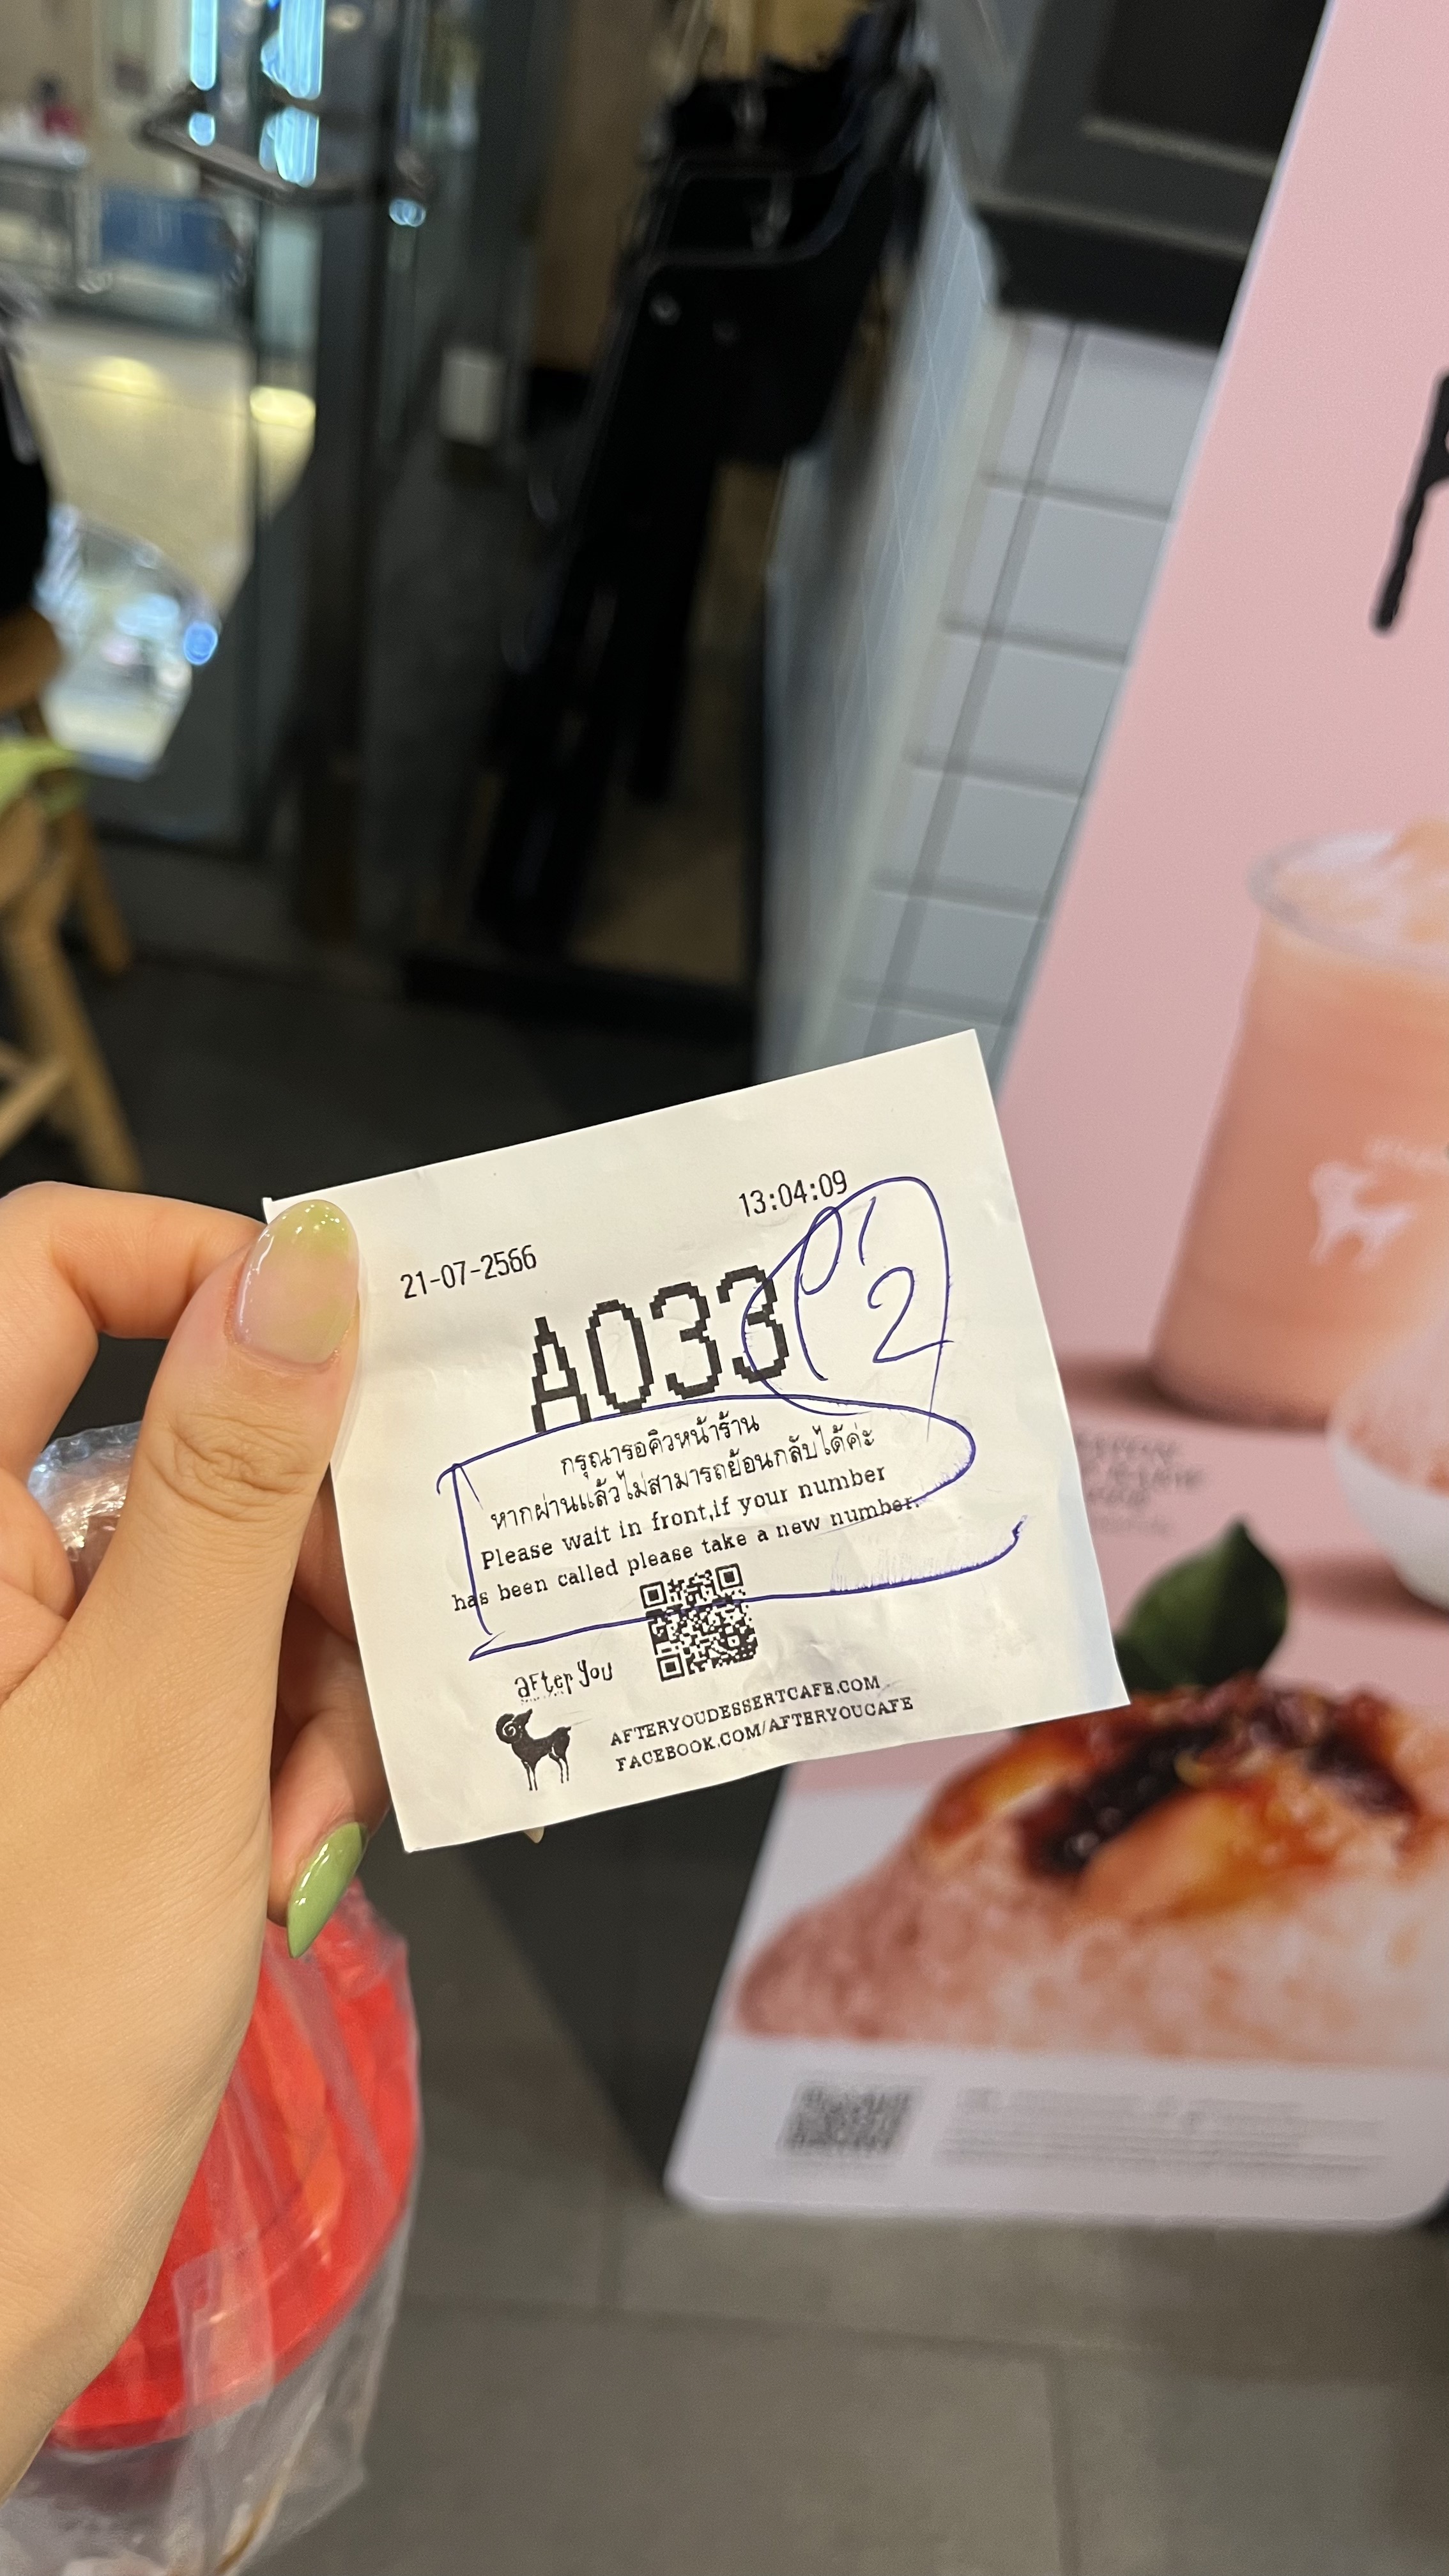 13:04:09
21-07-2566
A033
2
กรุณารอคิวหน้าร้าน
หากผ่านแล้วไม่สามารถย้อนกลับได้ค่ะ
Please wait in front,if your number
has been called please take a new number.
after you
AFTERYOUDESSERTCAFE.COM
FACEBOOK.COM/AFTERYOUCAFE